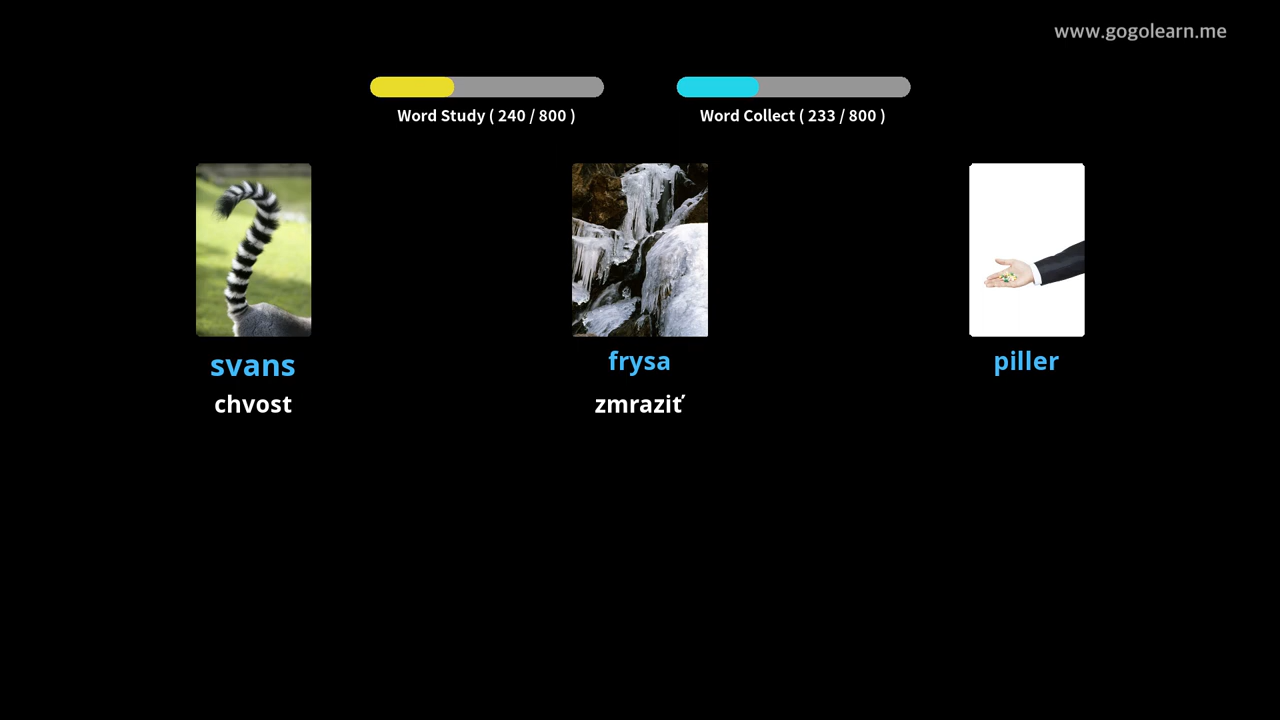 www.gogolearn.me
Word Study ( 240 / 800 )
Word Collect ( 233 / 800 )
svans
frysa
piller
chvost
zmraziť